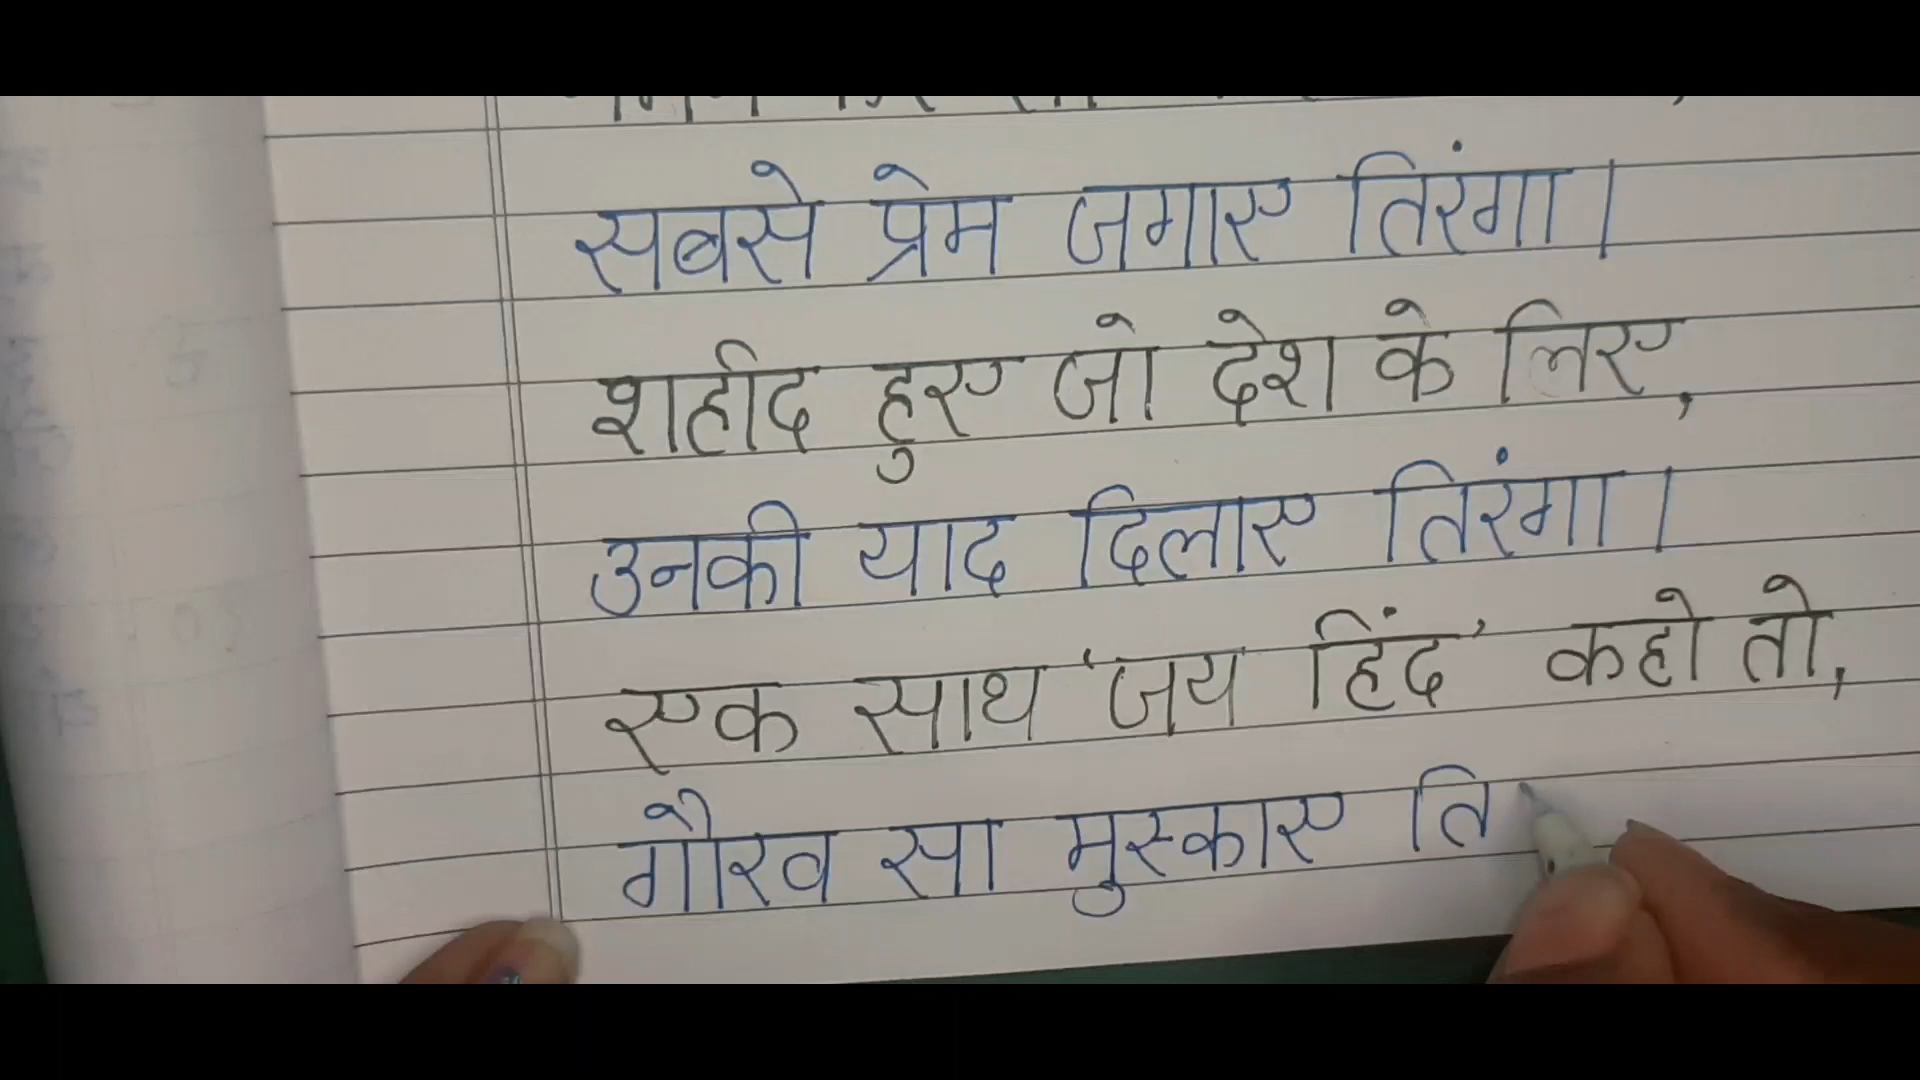 सबसे प्रेम जगाए तिरंगा।
शहीद हुए जो देश के लिए,
उनकी याद दिलाए तिरंगा।
एक साथ 'जय हिंद' कहो तो,
गौरव सा मुस्काए ति